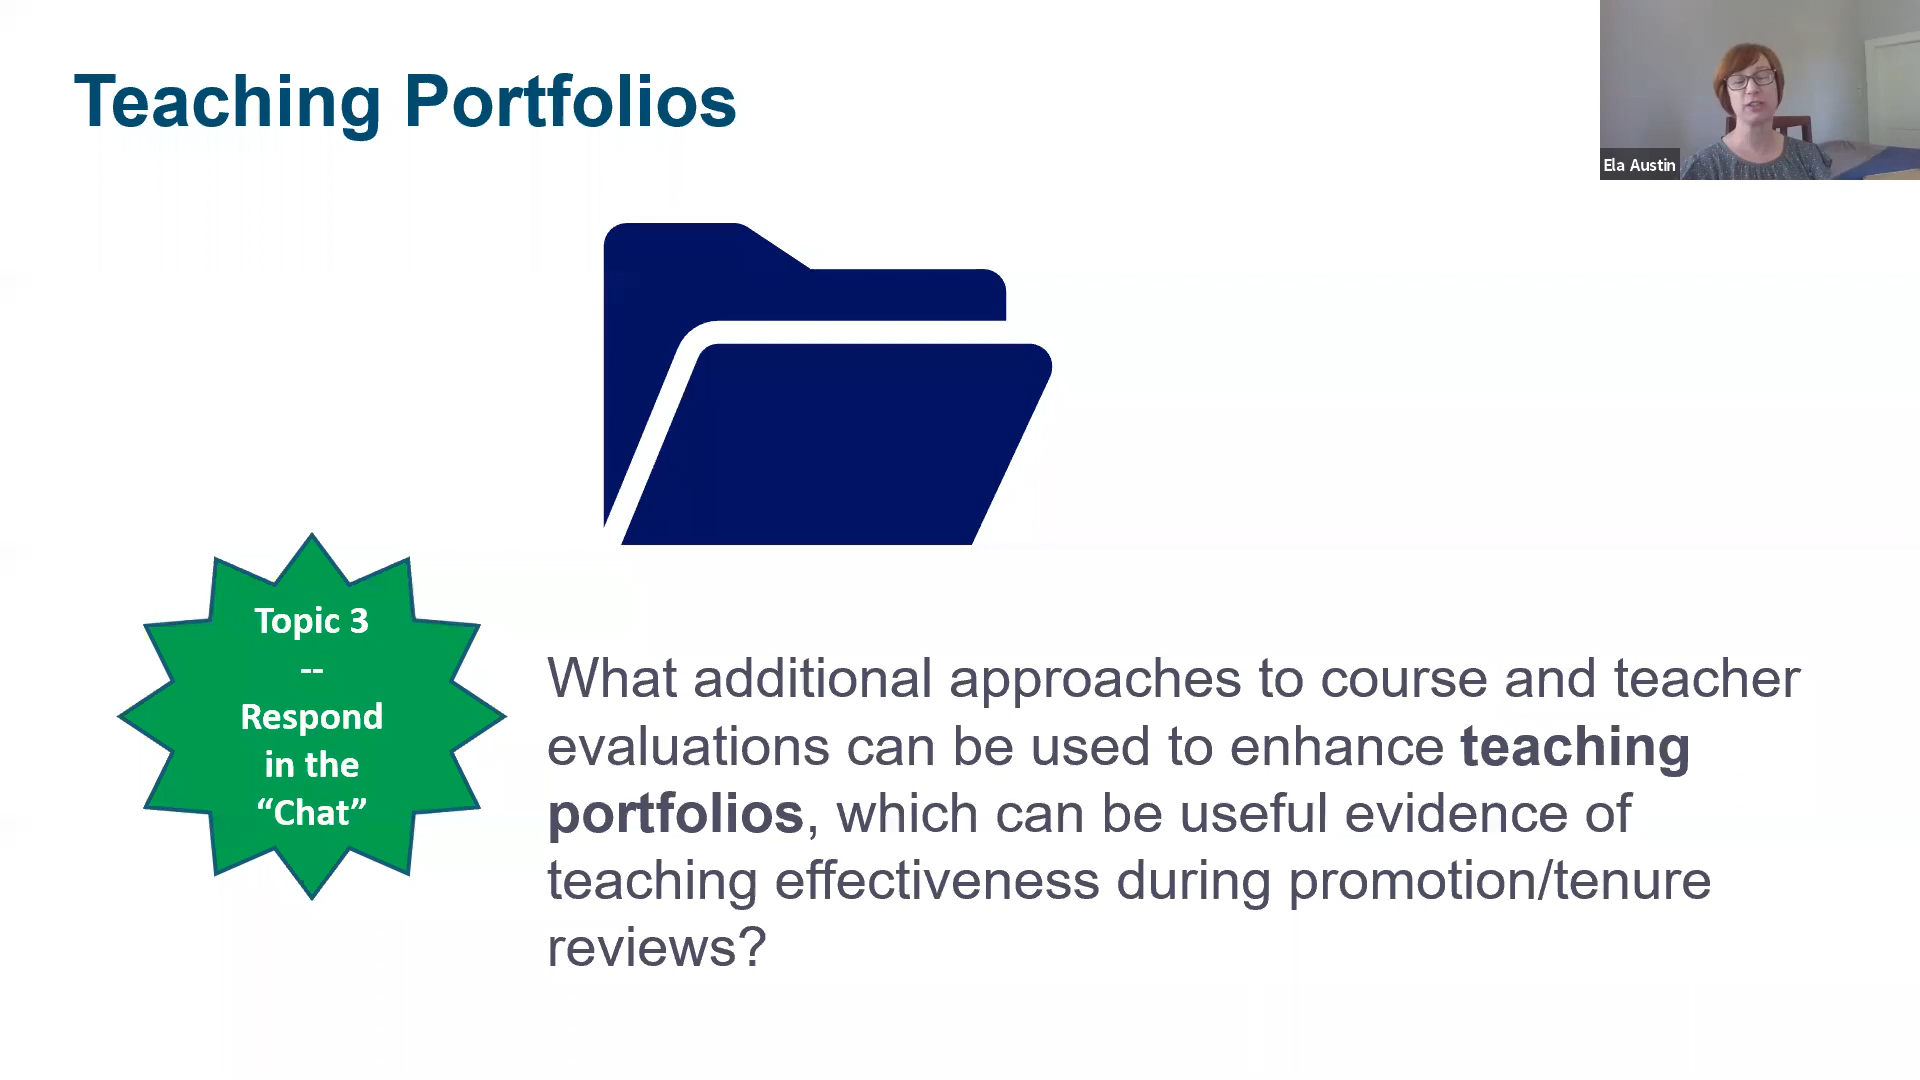 Teaching Portfolios
Ela Austin
Topic 3
--
Respond
in the
“Chat”
What additional approaches to course and teacher
evaluations can be used to enhance teaching
portfolios, which can be useful evidence of
teaching effectiveness during promotion/tenure
reviews?